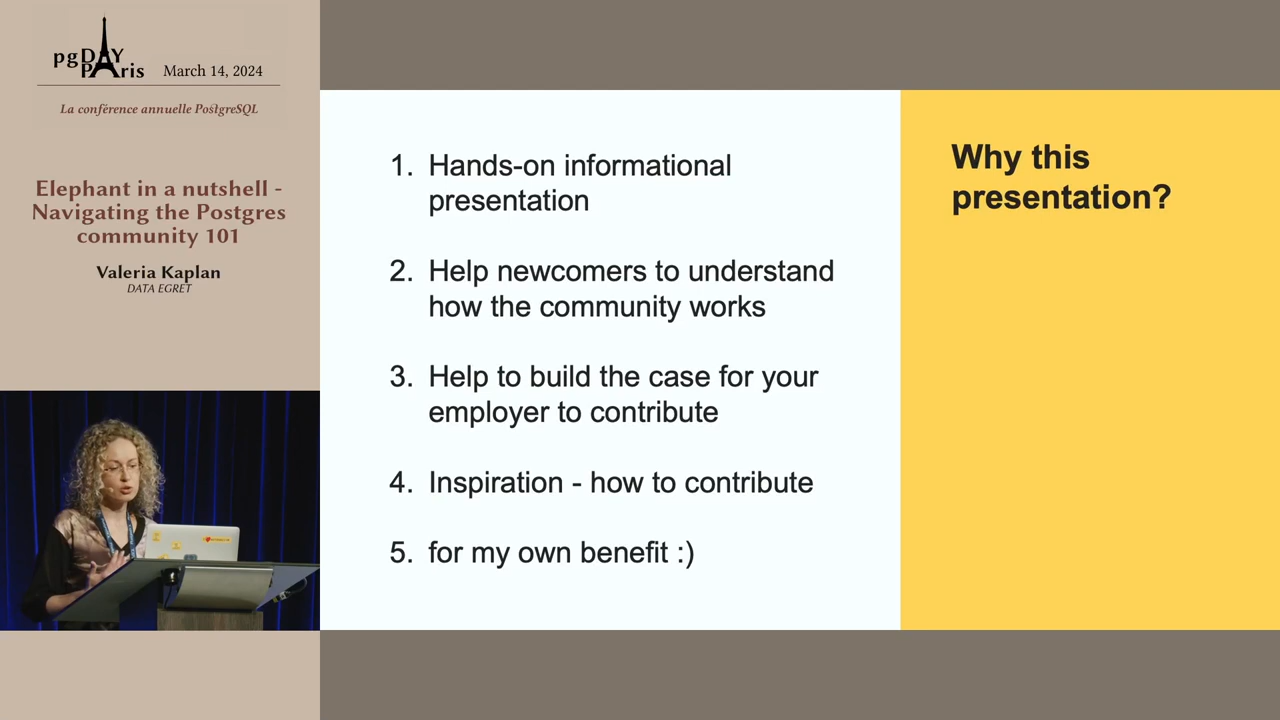 pgDAY
PAris
March 14, 2024
La conférence annuelle PostgreSQL
Elephant in a nutshell -
Navigating the Postgres
community 101
Valeria Kaplan
DATA EGRET
1. Hands-on informational
presentation
2. Help newcomers to understand
how the community works
3. Help to build the case for your
employer to contribute
4. Inspiration - how to contribute
5. for my own benefit :)
Why this
presentation?